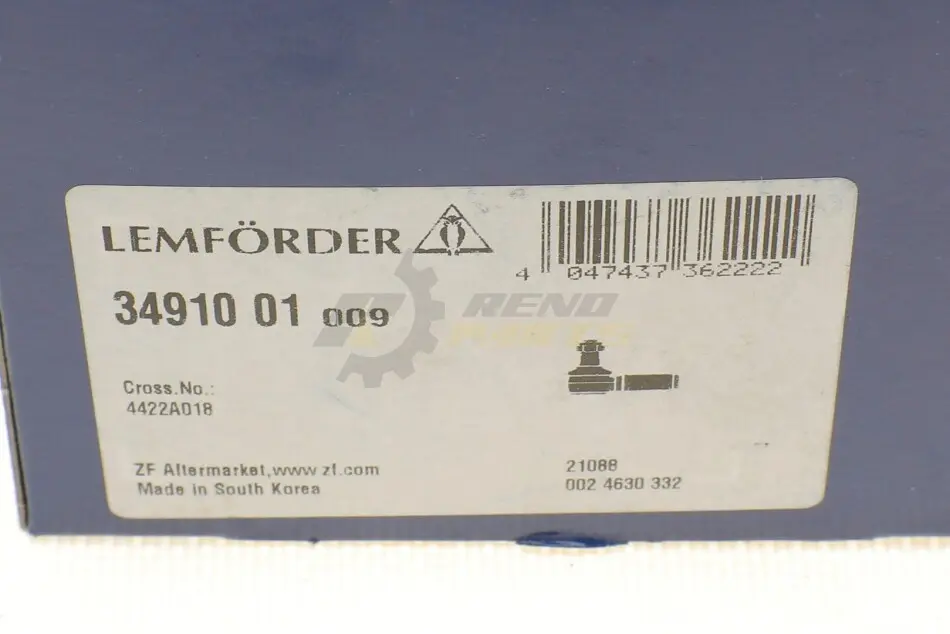 LEMFÖRDER
4 047437 362222
34910 01 009
RENO
PARTS
Cross.No.:
4422A018
ZF Aftermarket,www zf.com
Made in South Korea
21088
002 4630 332